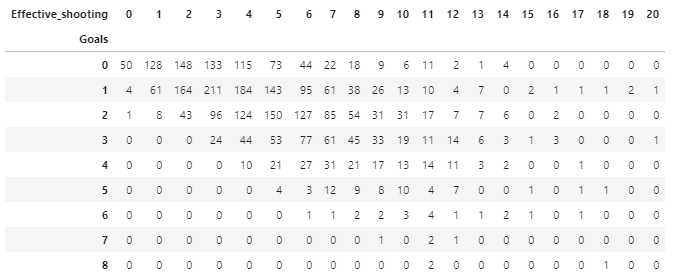 Effective_shooting 0 1 2 3 4 5 6 7 8 9 10 11 12 13 14 15 16 17 18 19 20
Goals
0 50 128 148 133 115 73 44 22 18 9 6 11 2 1 4 0 0 0 0 0 0
1 4 61 164 211 184 143 95 61 38 26 13 10 4 7 0 2 1 1 1 2 1
2 1 8 43 96 124 150 127 85 54 31 31 17 7 7 6 0 2 0 0 0 0
3 0 0 0 24 44 53 77 61 45 33 19 11 14 6 3 1 3 0 0 0 1
4 0 0 0 0 10 21 27 31 21 17 13 14 11 3 2 0 0 1 0 0 0
5 0 0 0 0 0 4 3 12 9 8 10 4 7 0 0 1 0 1 1 0 0
6 0 0 0 0 0 0 1 1 2 2 3 4 1 1 2 1 0 1 0 0 0
7 0 0 0 0 0 0 0 0 0 1 0 2 1 0 0 0 0 0 0 0 0
8 0 0 0 0 0 0 0 0 0 0 0 2 0 0 0 0 0 0 1 0 0